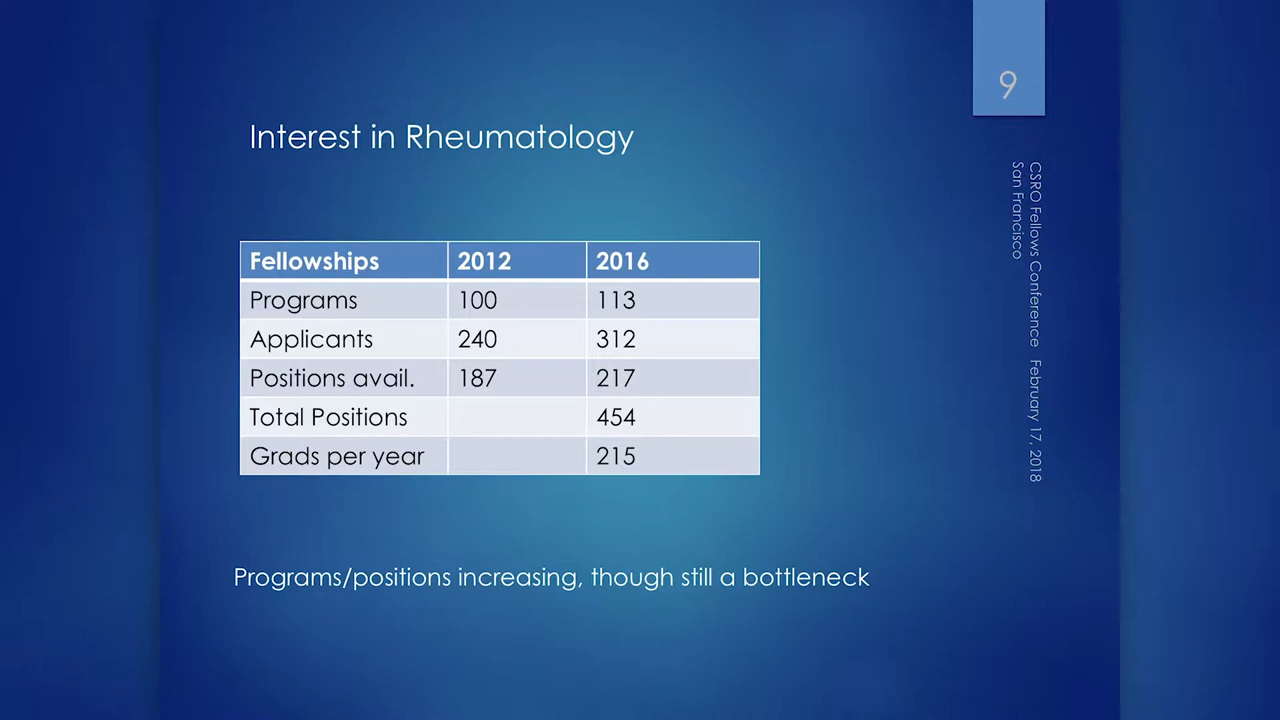 9
Interest in Rheumatology
Fellowships 2012 2016
Programs 100 113
Applicants 240 312
Positions avail. 187 217
Total Positions 454
Grads per year 215
Programs/positions increasing, though still a bottleneck
CSRO Fellows Conference February 17, 2018
San Francisco